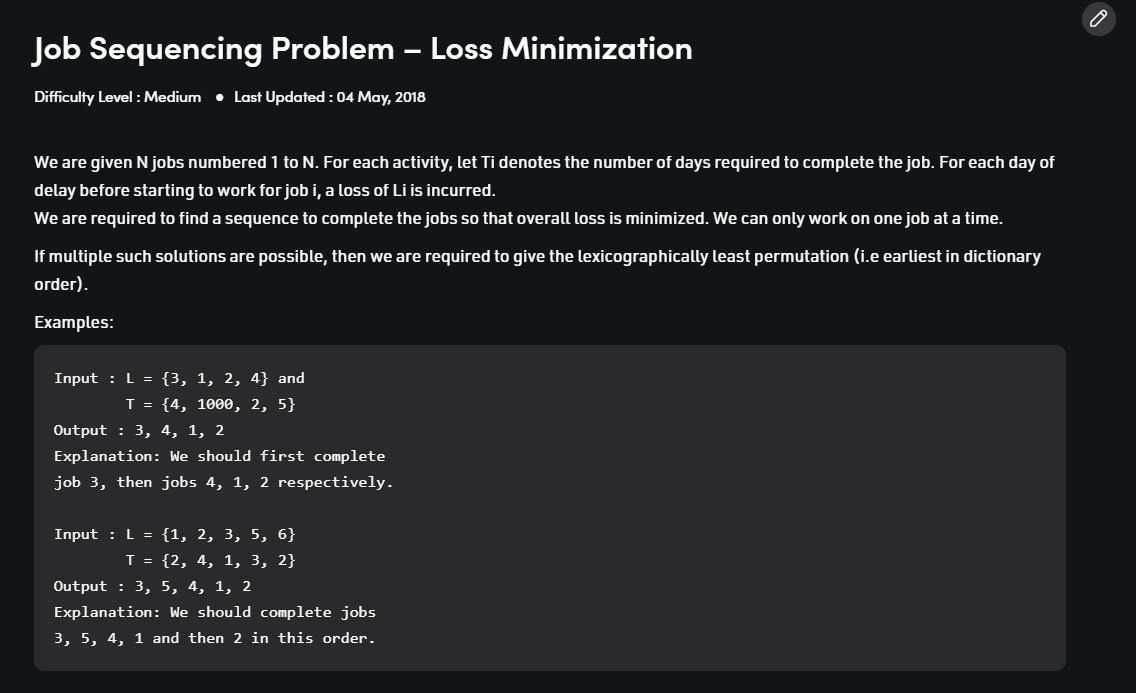 Job Sequencing Problem – Loss Minimization
Difficulty Level : Medium ● Last Updated : 04 May, 2018
We are given N jobs numbered 1 to N. For each activity, let Ti denotes the number of days required to complete the job. For each day of
delay before starting to work for job i, a loss of Li is incurred.
We are required to find a sequence to complete the jobs so that overall loss is minimized. We can only work on one job at a time.
If multiple such solutions are possible, then we are required to give the lexicographically least permutation (i.e earliest in dictionary
order).
Examples:
Input : L = {3, 1, 2, 4} and
T = {4, 1000, 2, 5}
Output : 3, 4, 1, 2
Explanation: We should first complete
job 3, then jobs 4, 1, 2 respectively.
Input : L = {1, 2, 3, 5, 6}
T = {2, 4, 1, 3, 2}
Output : 3, 5, 4, 1, 2
Explanation: We should complete jobs
3, 5, 4, 1 and then 2 in this order.